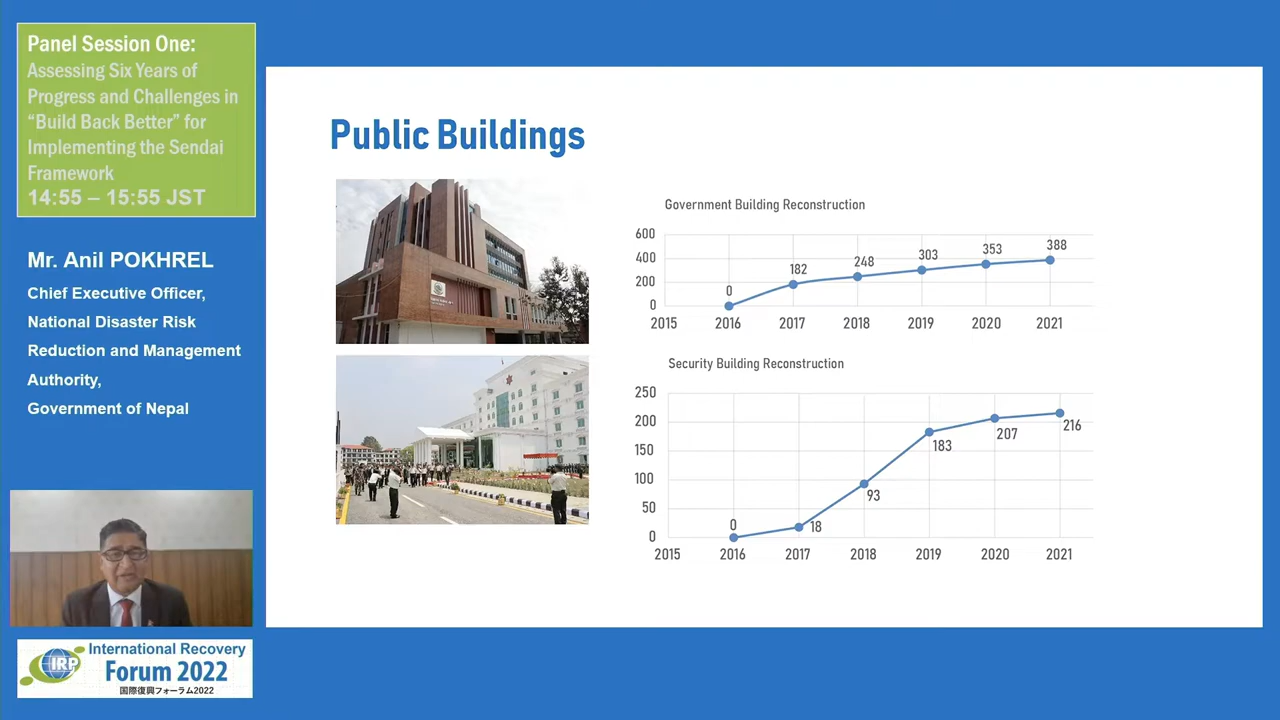 Panel Session One:
Assessing Six Years of
Progress and Challenges in
“Build Back Better” for
Implementing the Sendai
Framework
14:55 – 15:55 JST
Mr. Anil POKHREL
Chief Executive Officer,
National Disaster Risk
Reduction and Management
Authority,
Government of Nepal
IRP
International Recovery
Forum 2022
国際復興フォーラム2022
Public Buildings
Government Building Reconstruction
600
400
200
0
0
182
248
303
353
388
2015 2016 2017 2018 2019 2020 2021
Security Building Reconstruction
250
200
150
100
50
0
0
18
93
183
207
216
2015 2016 2017 2018 2019 2020 2021